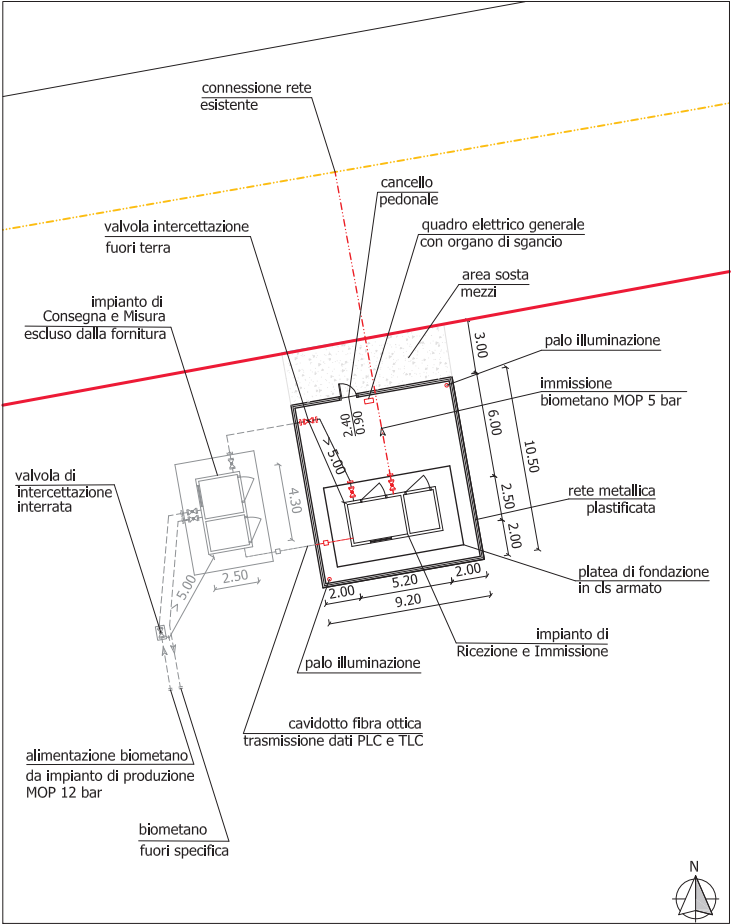 connessione rete
esistente
cancello
pedonale
valvola intercettazione
fuori terra
quadro elettrico generale
con organo di sgancio
area sosta
mezzi
impianto di
Consegna e Misura
escluso dalla fornitura
3.00
palo illuminazione
immissione
biometano MOP 5 bar
2.40
0.90
6.00
10.50
> 5.00
valvola di
intercettazione
interrata
4.30
2.50
rete metallica
plastificata
2.00
2.50
> 5.00
platea di fondazione
in cls armato
2.00
5.20
2.00
9.20
impianto di
Ricezione e Immissione
palo illuminazione
cavidotto fibra ottica
trasmissione dati PLC e TLC
alimentazione biometano
da impianto di produzione
MOP 12 bar
biometano
fuori specifica
N